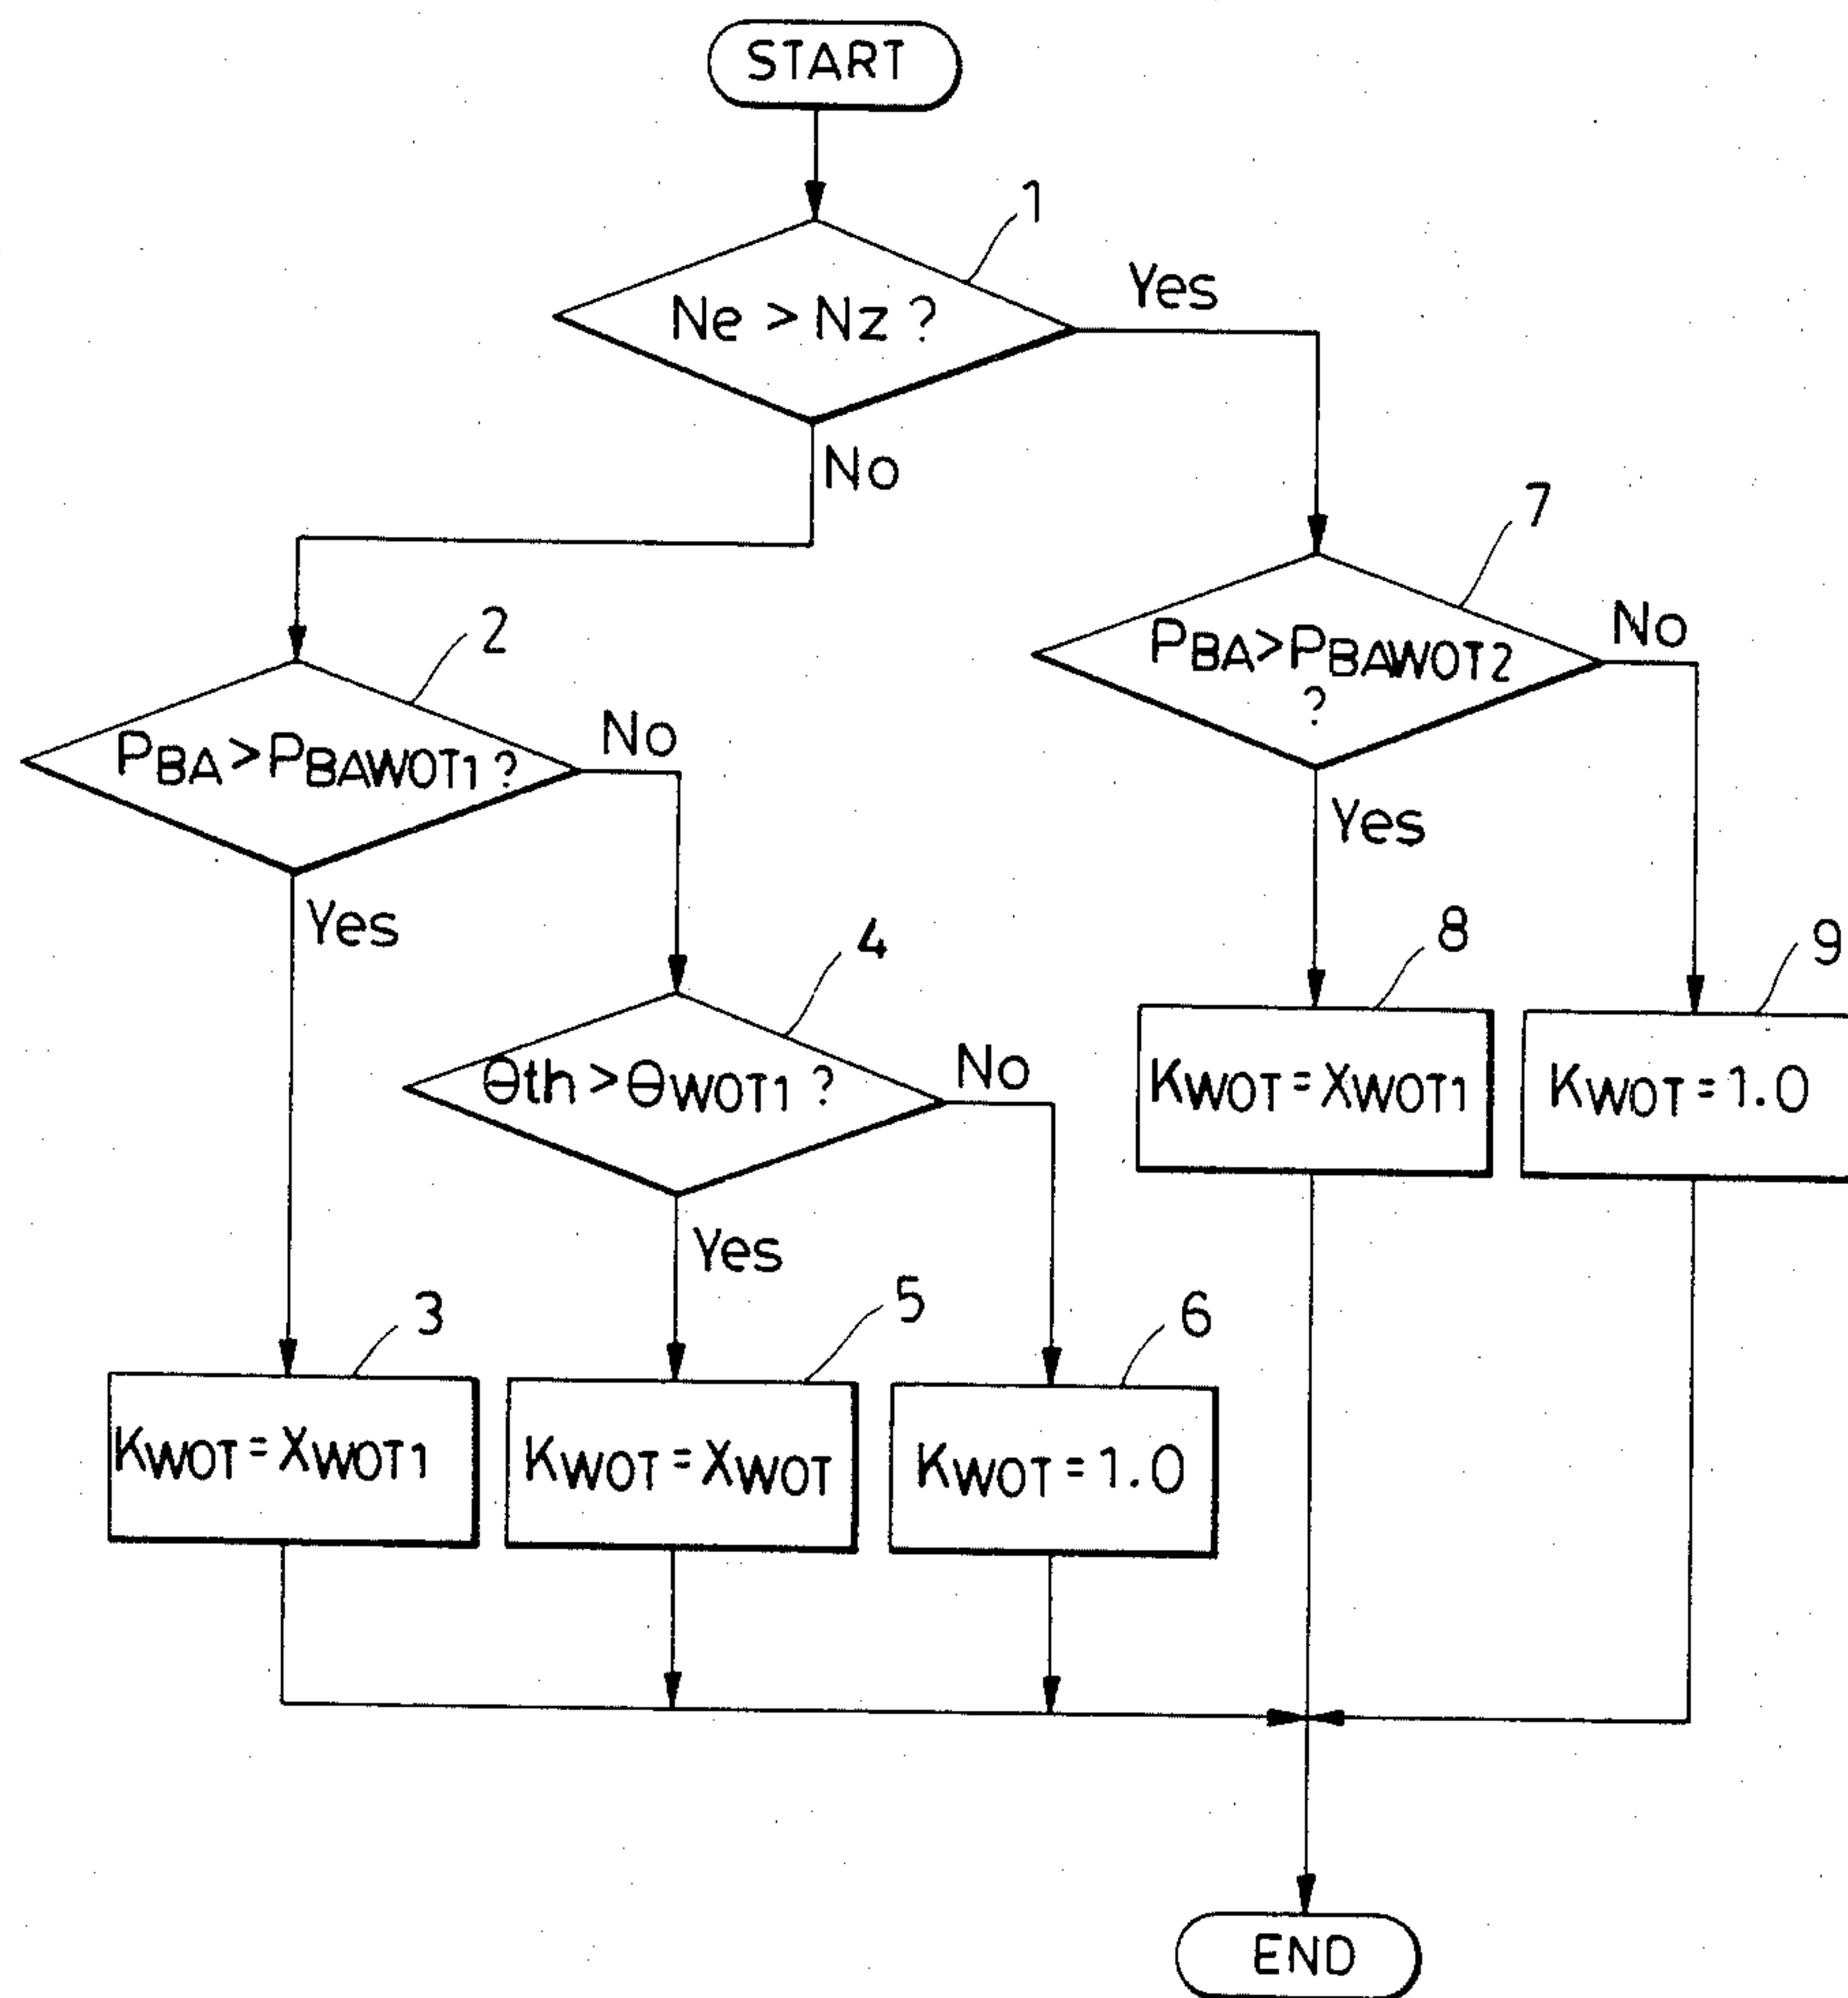 START
1
Ne > Nz ?
Yes
No
7
PBA>PBAWOT2
?
No
2
PBA>PBAWOT1 ?
No
Yes
Yes
4
θth>θWOT1 ?
No
8
KWOT=XWOT1
9
KWOT=1.0
Yes
3
KWOT=XWOT1
5
KWOT=XWOT
6
KWOT=1.0
END